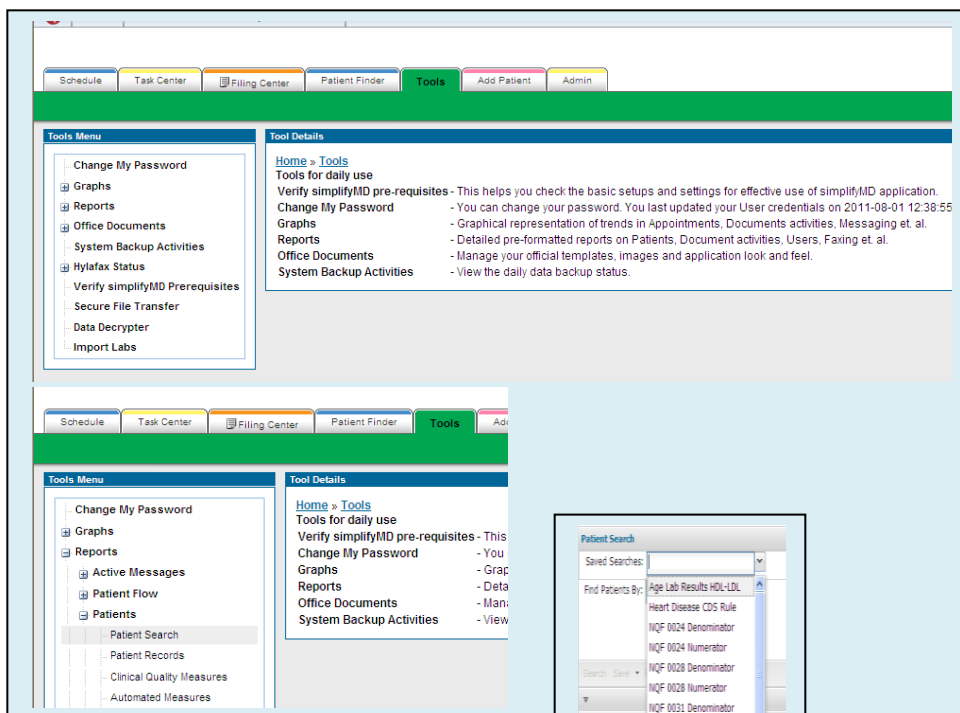 Schedule Task Center Filing Center Patient Finder Tools Add Patient Admin
Tools Menu
Change My Password
Graphs
Reports
Office Documents
System Backup Activities
Hylafax Status
Verify simplifyMD Prerequisites
Secure File Transfer
Data Decrypter
Import Labs
Tool Details
Home » Tools
Tools for daily use
Verify simplifyMD pre-requisites - This helps you check the basic setups and settings for effective use of simplifyMD application.
Change My Password - You can change your password. You last updated your User credentials on 2011-08-01 12:38:55
Graphs - Graphical representation of trends in Appointments, Documents activities, Messaging et. al.
Reports - Detailed pre-formatted reports on Patients, Document activities, Users, Faxing et. al.
Office Documents - Manage your official templates, images and application look and feel.
System Backup Activities - View the daily data backup status.
Schedule Task Center Filing Center Patient Finder Tools Ad
Tools Menu
Change My Password
Graphs
Reports
Active Messages
Patient Flow
Patients
Patient Search
Patient Records
Clinical Quality Measures
Automated Measures
Tool Details
Home » Tools
Tools for daily use
Verify simplifyMD pre-requisites - This
Change My Password - You
Graphs - Grap
Reports - Deta
Office Documents - Mana
System Backup Activities - View
Patient Search
Saved Searches:
Find Patients By:
Age Lab Results HDL-LDL
Heart Disease CDS Rule
NQF 0024 Denominator
NQF 0024 Numerator
NQF 0028 Denominator
NQF 0028 Numerator
NQF 0031 Denominator
Search Save